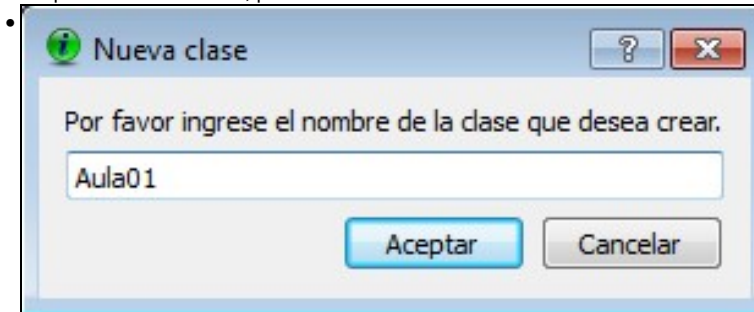 Nueva clase
Por favor ingrese el nombre de la clase que desea crear.
Aula01
Aceptar Cancelar